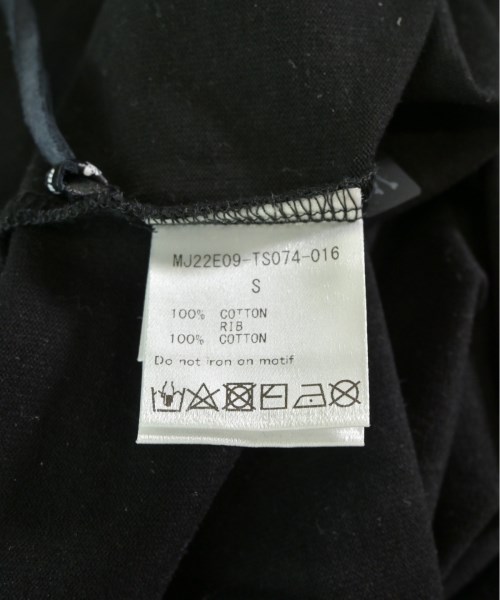 MJ22E09-TS074-016
S
100% COTTON
RIB
100% COTTON
Do not iron on motif